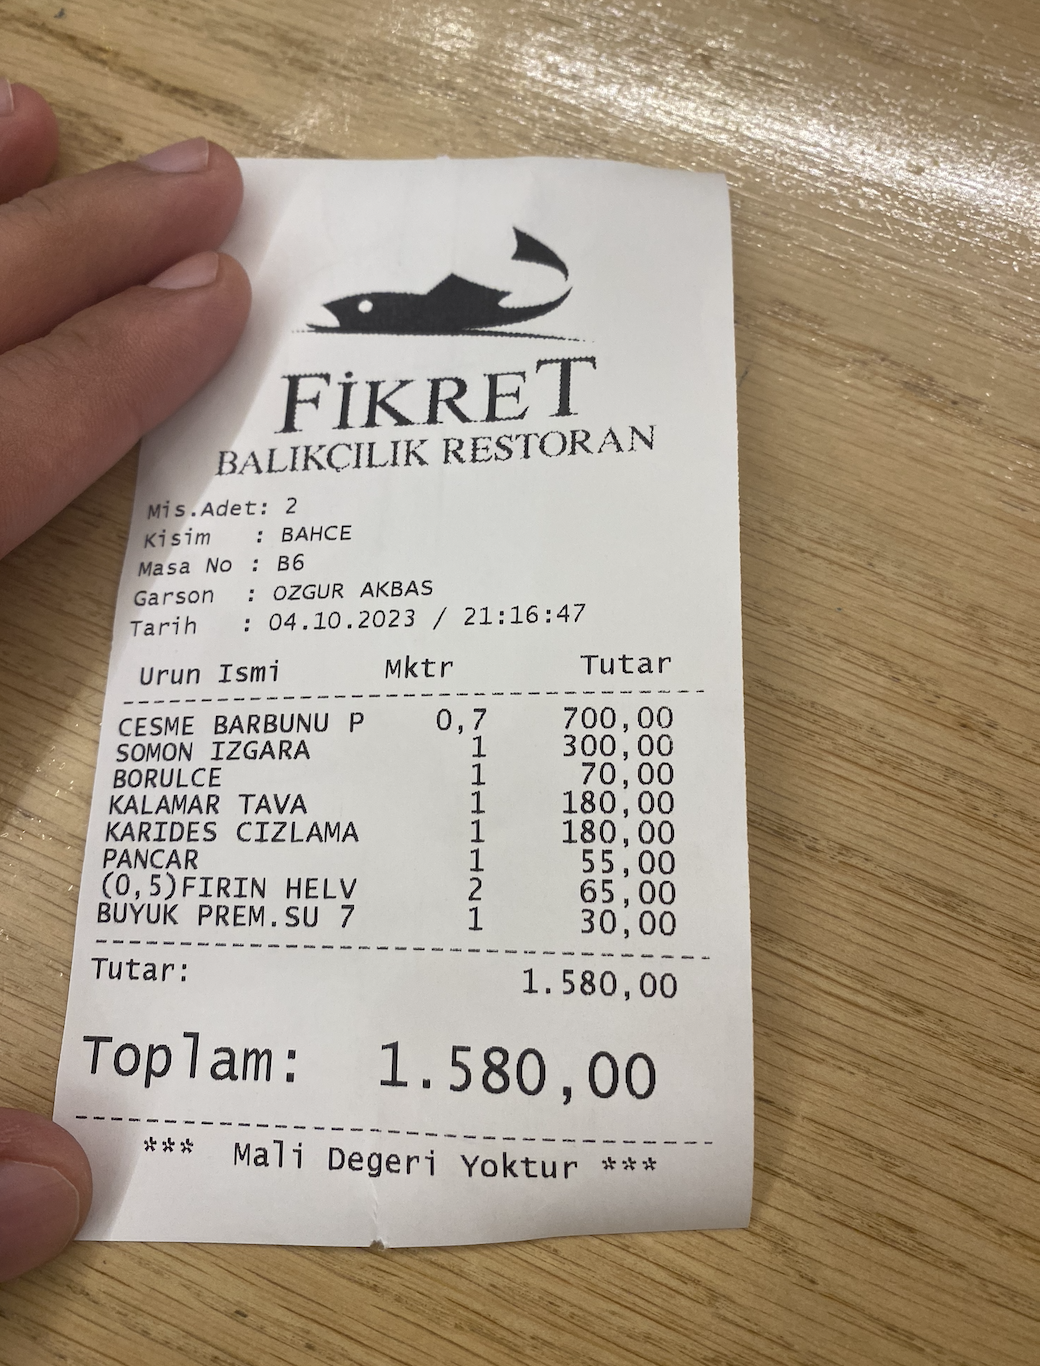 FİKRET
BALIKÇILIK RESTORAN
Mis.Adet: 2
Kisim : BAHCE
Masa No : B6
Garson : OZGUR AKBAS
Tarih : 04.10.2023 / 21:16:47
Urun Ismi Mktr Tutar
CESME BARBUNU P 0,7 700,00
SOMON IZGARA 1 300,00
BORULCE 1 70,00
KALAMAR TAVA 1 180,00
KARIDES CIZLAMA 1 180,00
PANCAR 1 55,00
(0,5)FIRIN HELV 2 65,00
BUYUK PREM.SU 7 1 30,00
Tutar: 1.580,00
Toplam: 1.580,00
*** Mali Degeri Yoktur ***